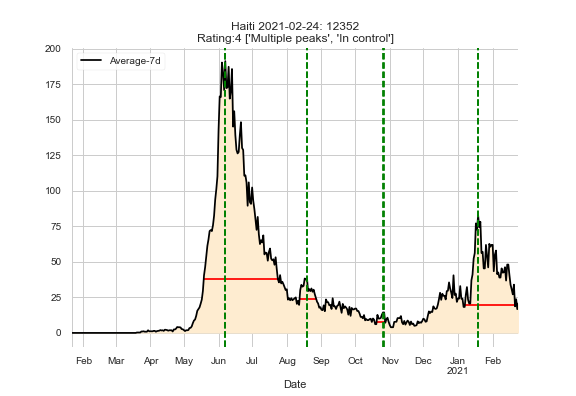 Haiti 2021-02-24: 12352
Rating:4 ['Multiple peaks', 'In control']
Average-7d
200
175
150
125
100
75
50
25
0
Feb Mar Apr May Jun Jul Aug Sep Oct Nov Dec Jan Feb
2021
Date